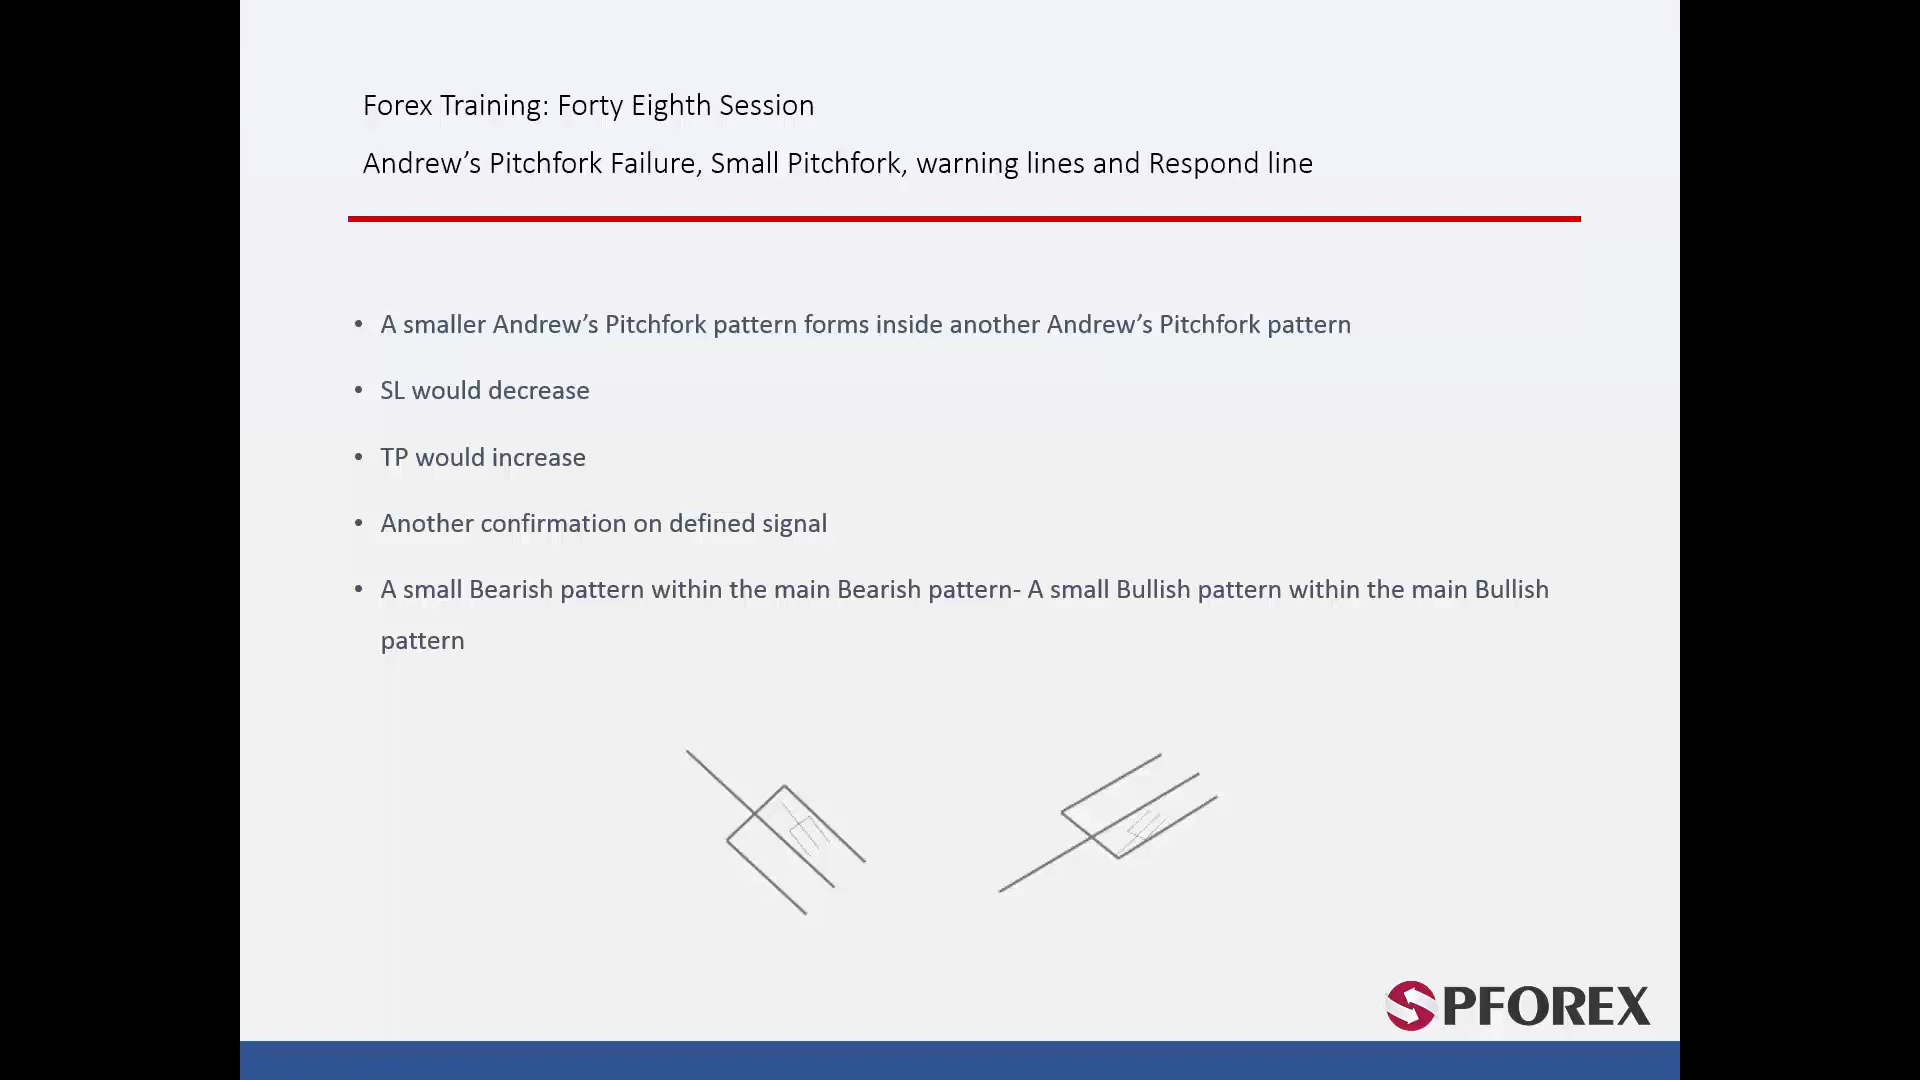 Forex Training: Forty Eighth Session
Andrew’s Pitchfork Failure, Small Pitchfork, warning lines and Respond line
• A smaller Andrew’s Pitchfork pattern forms inside another Andrew’s Pitchfork pattern
• SL would decrease
• TP would increase
• Another confirmation on defined signal
• A small Bearish pattern within the main Bearish pattern- A small Bullish pattern within the main Bullish
pattern
SPFOREX